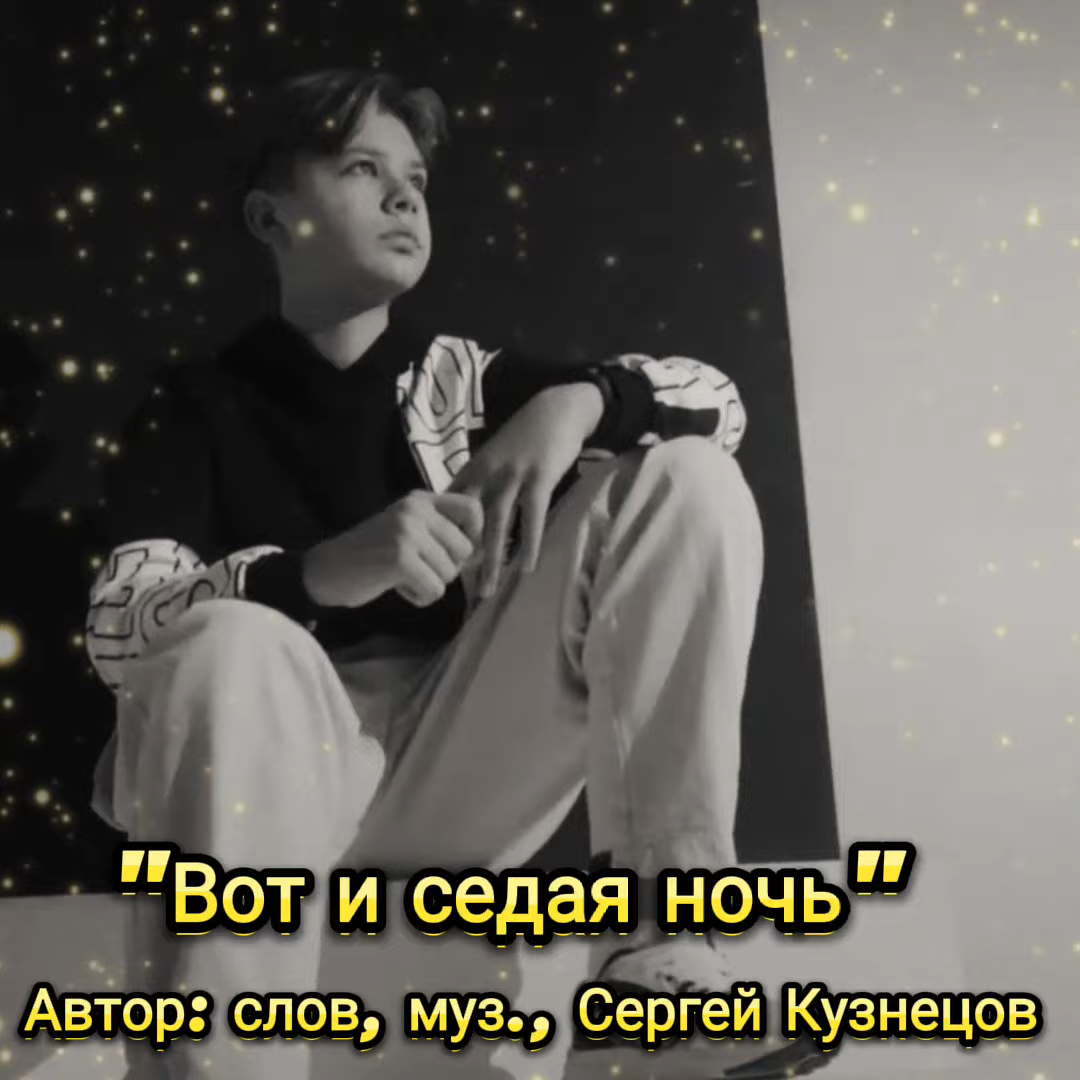 "Вот и седая ночь"
Автор: слов, муз., Сергей Кузнецов